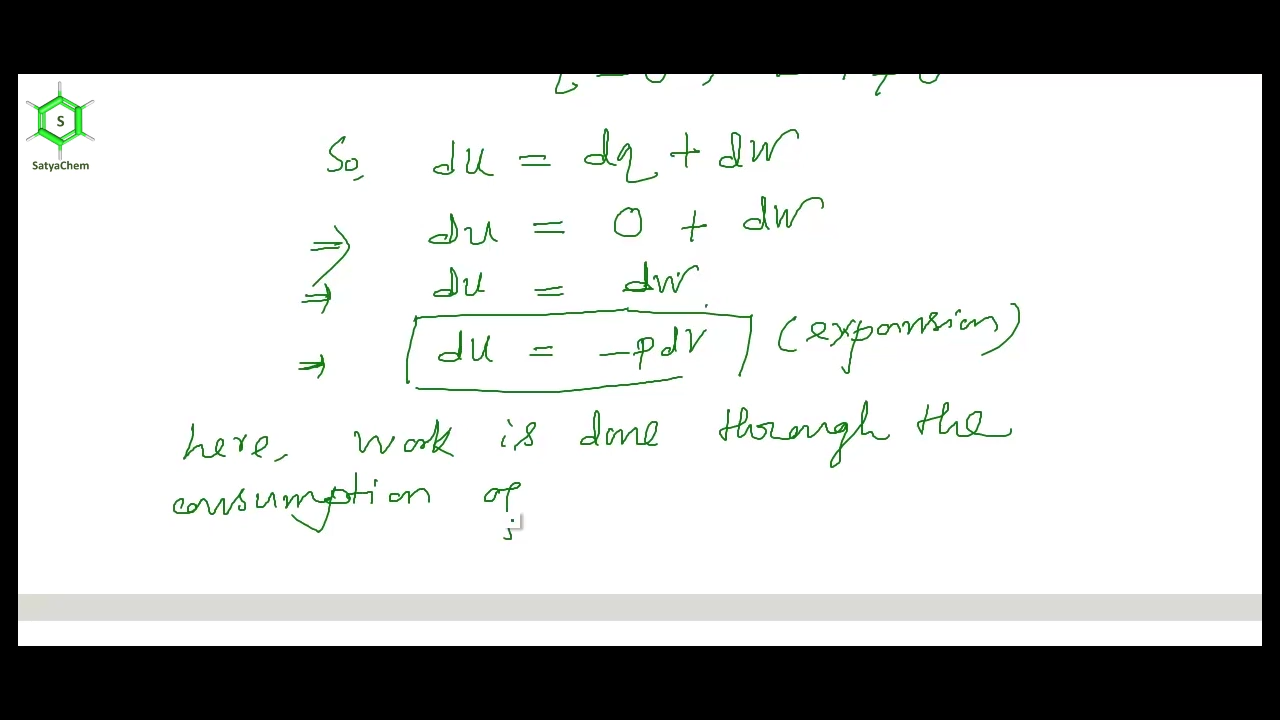 S
SatyaChem
So, du = dq + dw
⇒ du = 0 + dw
⇒ du = dw
⇒ du = -pdv (expansion)
here, work is done through the
consumption of